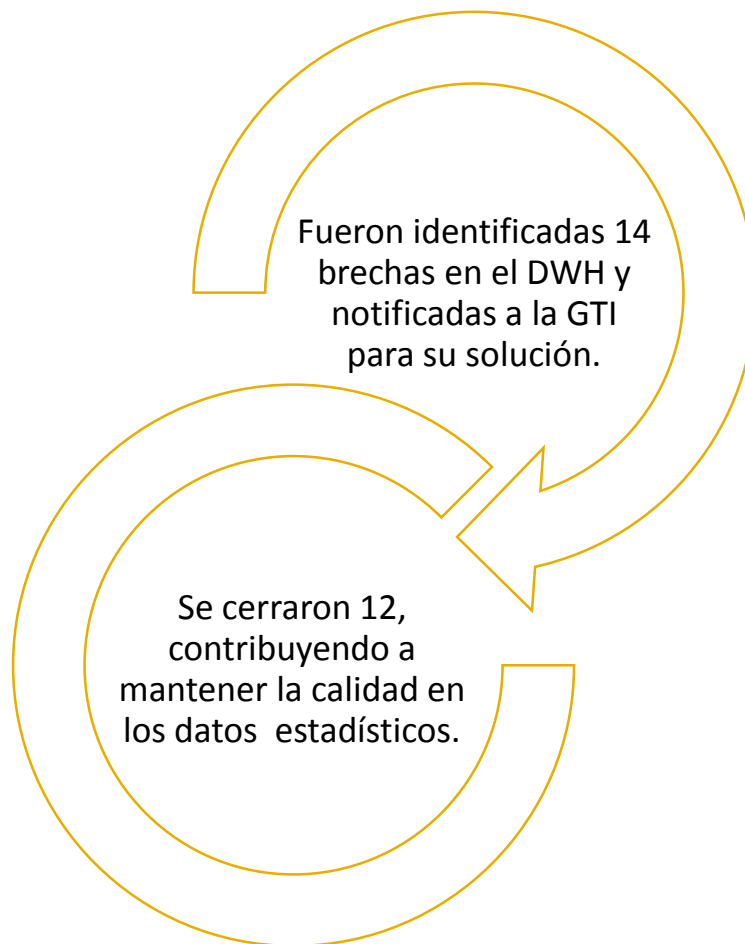 Fueron identificadas 14
brechas en el DWH y
notificadas a la GTI
para su solución.
Se cerraron 12,
contribuyendo a
mantener la calidad en
los datos  estadísticos.